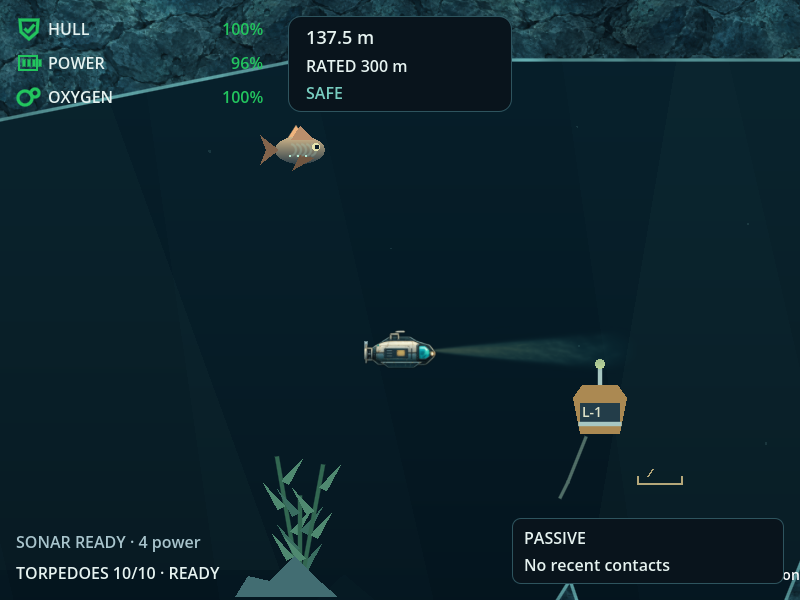 HULL 100%
POWER 96%
OXYGEN 100%
137.5 m
RATED 300 m
SAFE
L-1
SONAR READY · 4 power
TORPEDOES 10/10 · READY
PASSIVE
No recent contacts